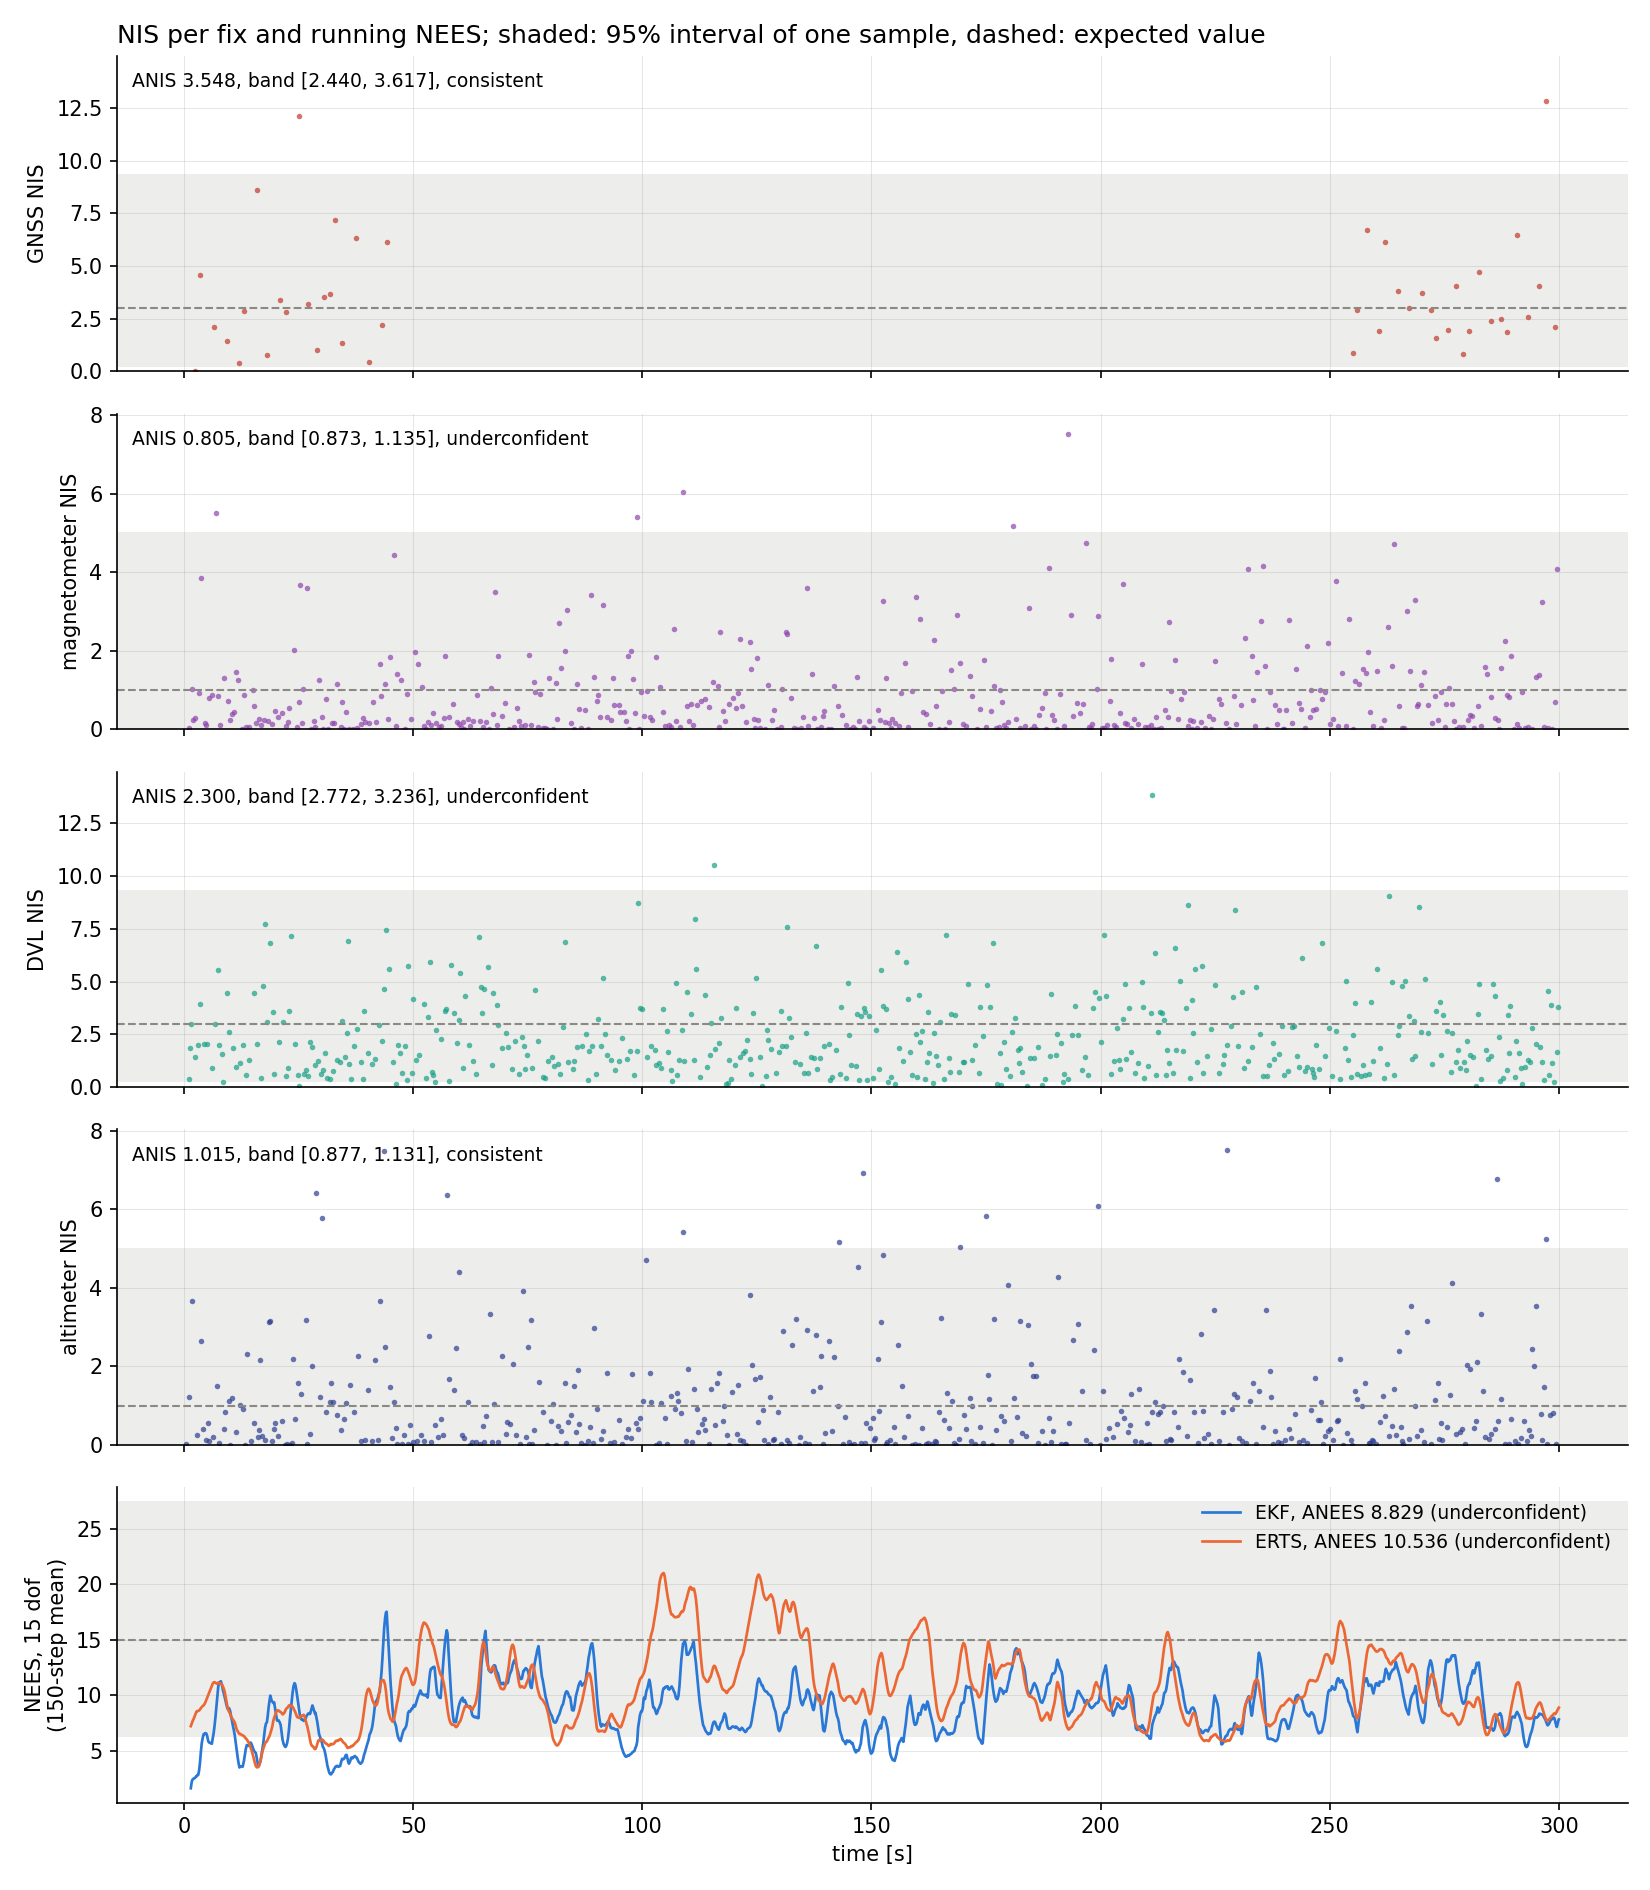 NIS per fix and running NEES; shaded: 95% interval of one sample, dashed: expected value
ANIS 3.548, band [2.440, 3.617], consistent
GNSS NIS
12.5
10.0
7.5
5.0
2.5
0.0
ANIS 0.805, band [0.873, 1.135], underconfident
magnetometer NIS
8
6
4
2
0
ANIS 2.300, band [2.772, 3.236], underconfident
DVL NIS
12.5
10.0
7.5
5.0
2.5
0.0
ANIS 1.015, band [0.877, 1.131], consistent
altimeter NIS
8
6
4
2
0
EKF, ANEES 8.829 (underconfident)
ERTS, ANEES 10.536 (underconfident)
NEES, 15 dof
(150-step mean)
25
20
15
10
5
0 50 100 150 200 250 300
time [s]